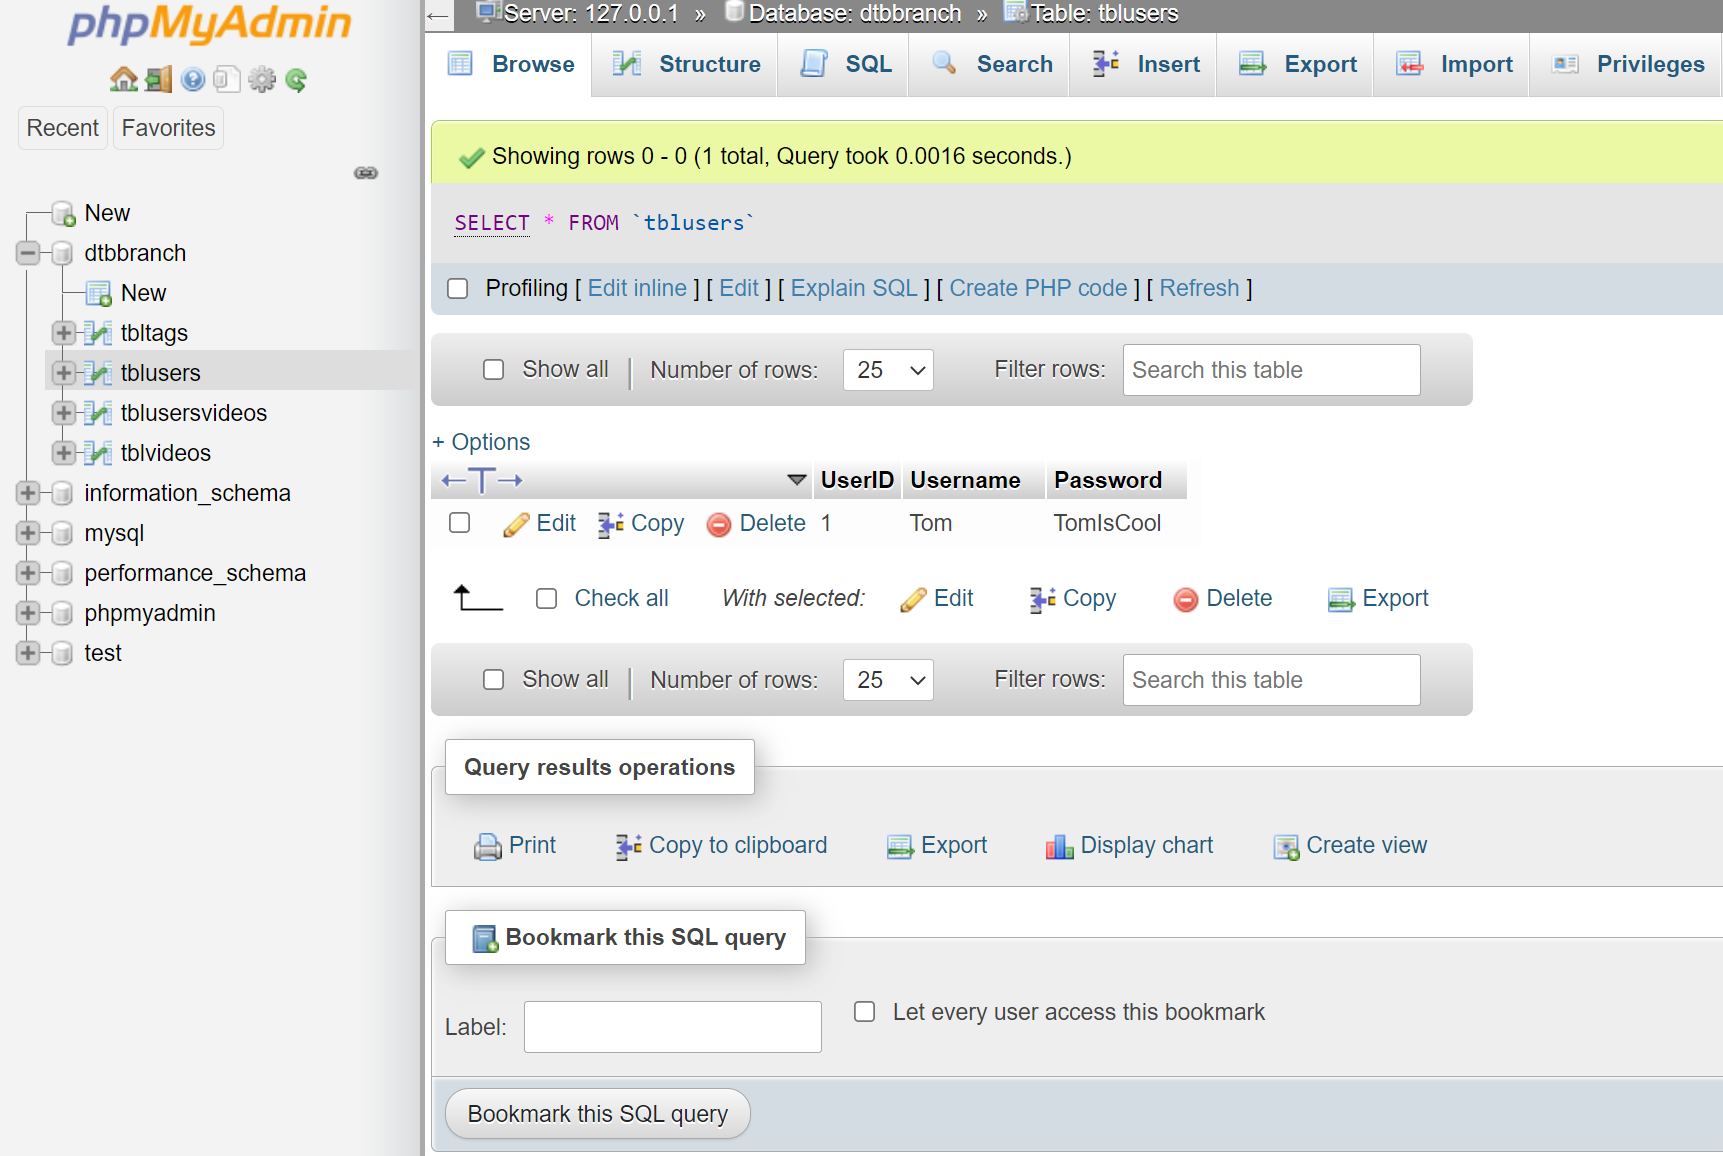 phpMyAdmin
Recent Favorites
New
dtbbranch
New
tbltags
tblusers
tblusersvideos
tblvideos
information_schema
mysql
performance_schema
phpmyadmin
test
← Server: 127.0.0.1 » Database: dtbbranch » Table: tblusers
Browse Structure SQL Search Insert Export Import Privileges
Showing rows 0 - 0 (1 total, Query took 0.0016 seconds.)
SELECT * FROM `tblusers`
Profiling [ Edit inline ] [ Edit ] [ Explain SQL ] [ Create PHP code ] [ Refresh ]
Show all | Number of rows: 25 Filter rows: Search this table
+ Options
←T→ UserID Username Password
Edit Copy Delete 1 Tom TomIsCool
Check all With selected: Edit Copy Delete Export
Show all | Number of rows: 25 Filter rows: Search this table
Query results operations
Print Copy to clipboard Export Display chart Create view
Bookmark this SQL query
Label: Let every user access this bookmark
Bookmark this SQL query